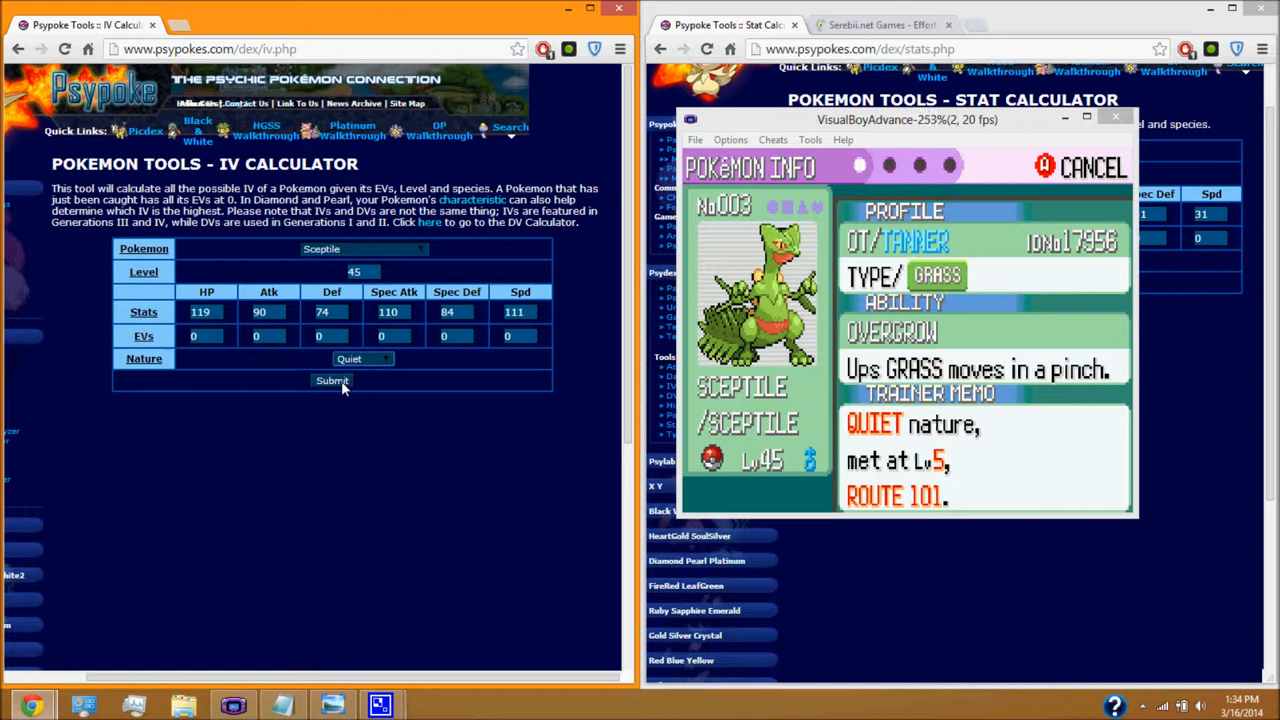 Psypoke Tools :: IV Calcul
www.psypokes.com/dex/iv.php
Psypoke
THE PSYCHIC POKÉMON CONNECTION
Contact Us | Link To Us | News Archive | Site Map
Quick Links: Picdex
Black & White
HGSS Walkthrough
Platinum Walkthrough
DP Walkthrough
Search
POKEMON TOOLS - IV CALCULATOR
This tool will calculate all the possible IV of a Pokemon given its EVs, Level and species. A Pokemon that
has just been caught has all its EVs at 0. In Diamond and Pearl, your Pokemon's characteristic can also help
determine which IV is the highest. Please note that IVs and DVs are not the same thing; IVs are featured in
Generations III and IV, while DVs are used in Generations I and II. Click here to go to the DV Calculator.
Pokemon Sceptile
Level 45
HP Atk Def Spec Atk Spec Def Spd
Stats 119 90 74 110 84 111
EVs 0 0 0 0 0 0
Nature Quiet
Submit
yzer
hite2
Psypoke Tools :: Stat Calc
Serebii.net Games - Effort
www.psypokes.com/dex/stats.php
Quick Links: Picdex
& White
Walkthrough
Walkthrough
Walkthrough
Search
POKEMON TOOLS - STAT CALCULATOR
el and species.
ec Def Spd
1 31
0
Psypo
Psydex
Tools
Psylab
X Y
Black W
HeartGold SoulSilver
Diamond Pearl Platinum
FireRed LeafGreen
Ruby Sapphire Emerald
Gold Silver Crystal
Red Blue Yellow
VisualBoyAdvance-253%(2, 20 fps)
File Options Cheats Tools Help
POKéMON INFO
A CANCEL
No003
PROFILE
OT/TANNER IDNo17956
TYPE/ GRASS
ABILITY
OVERGROW
Ups GRASS moves in a pinch.
TRAINER MEMO
QUIET nature,
met at Lv5,
ROUTE 101.
SCEPTILE
/SCEPTILE
Lv45 ♂
1:34 PM
3/16/2014